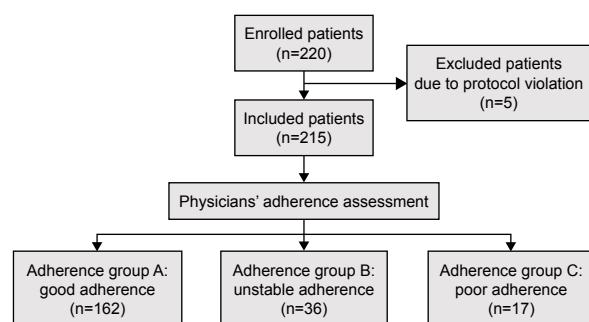 Enrolled patients
(n=220)
Excluded patients
due to protocol violation
(n=5)
Included patients
(n=215)
Physicians’ adherence assessment
Adherence group A:
good adherence
(n=162)
Adherence group B:
unstable adherence
(n=36)
Adherence group C:
poor adherence
(n=17)